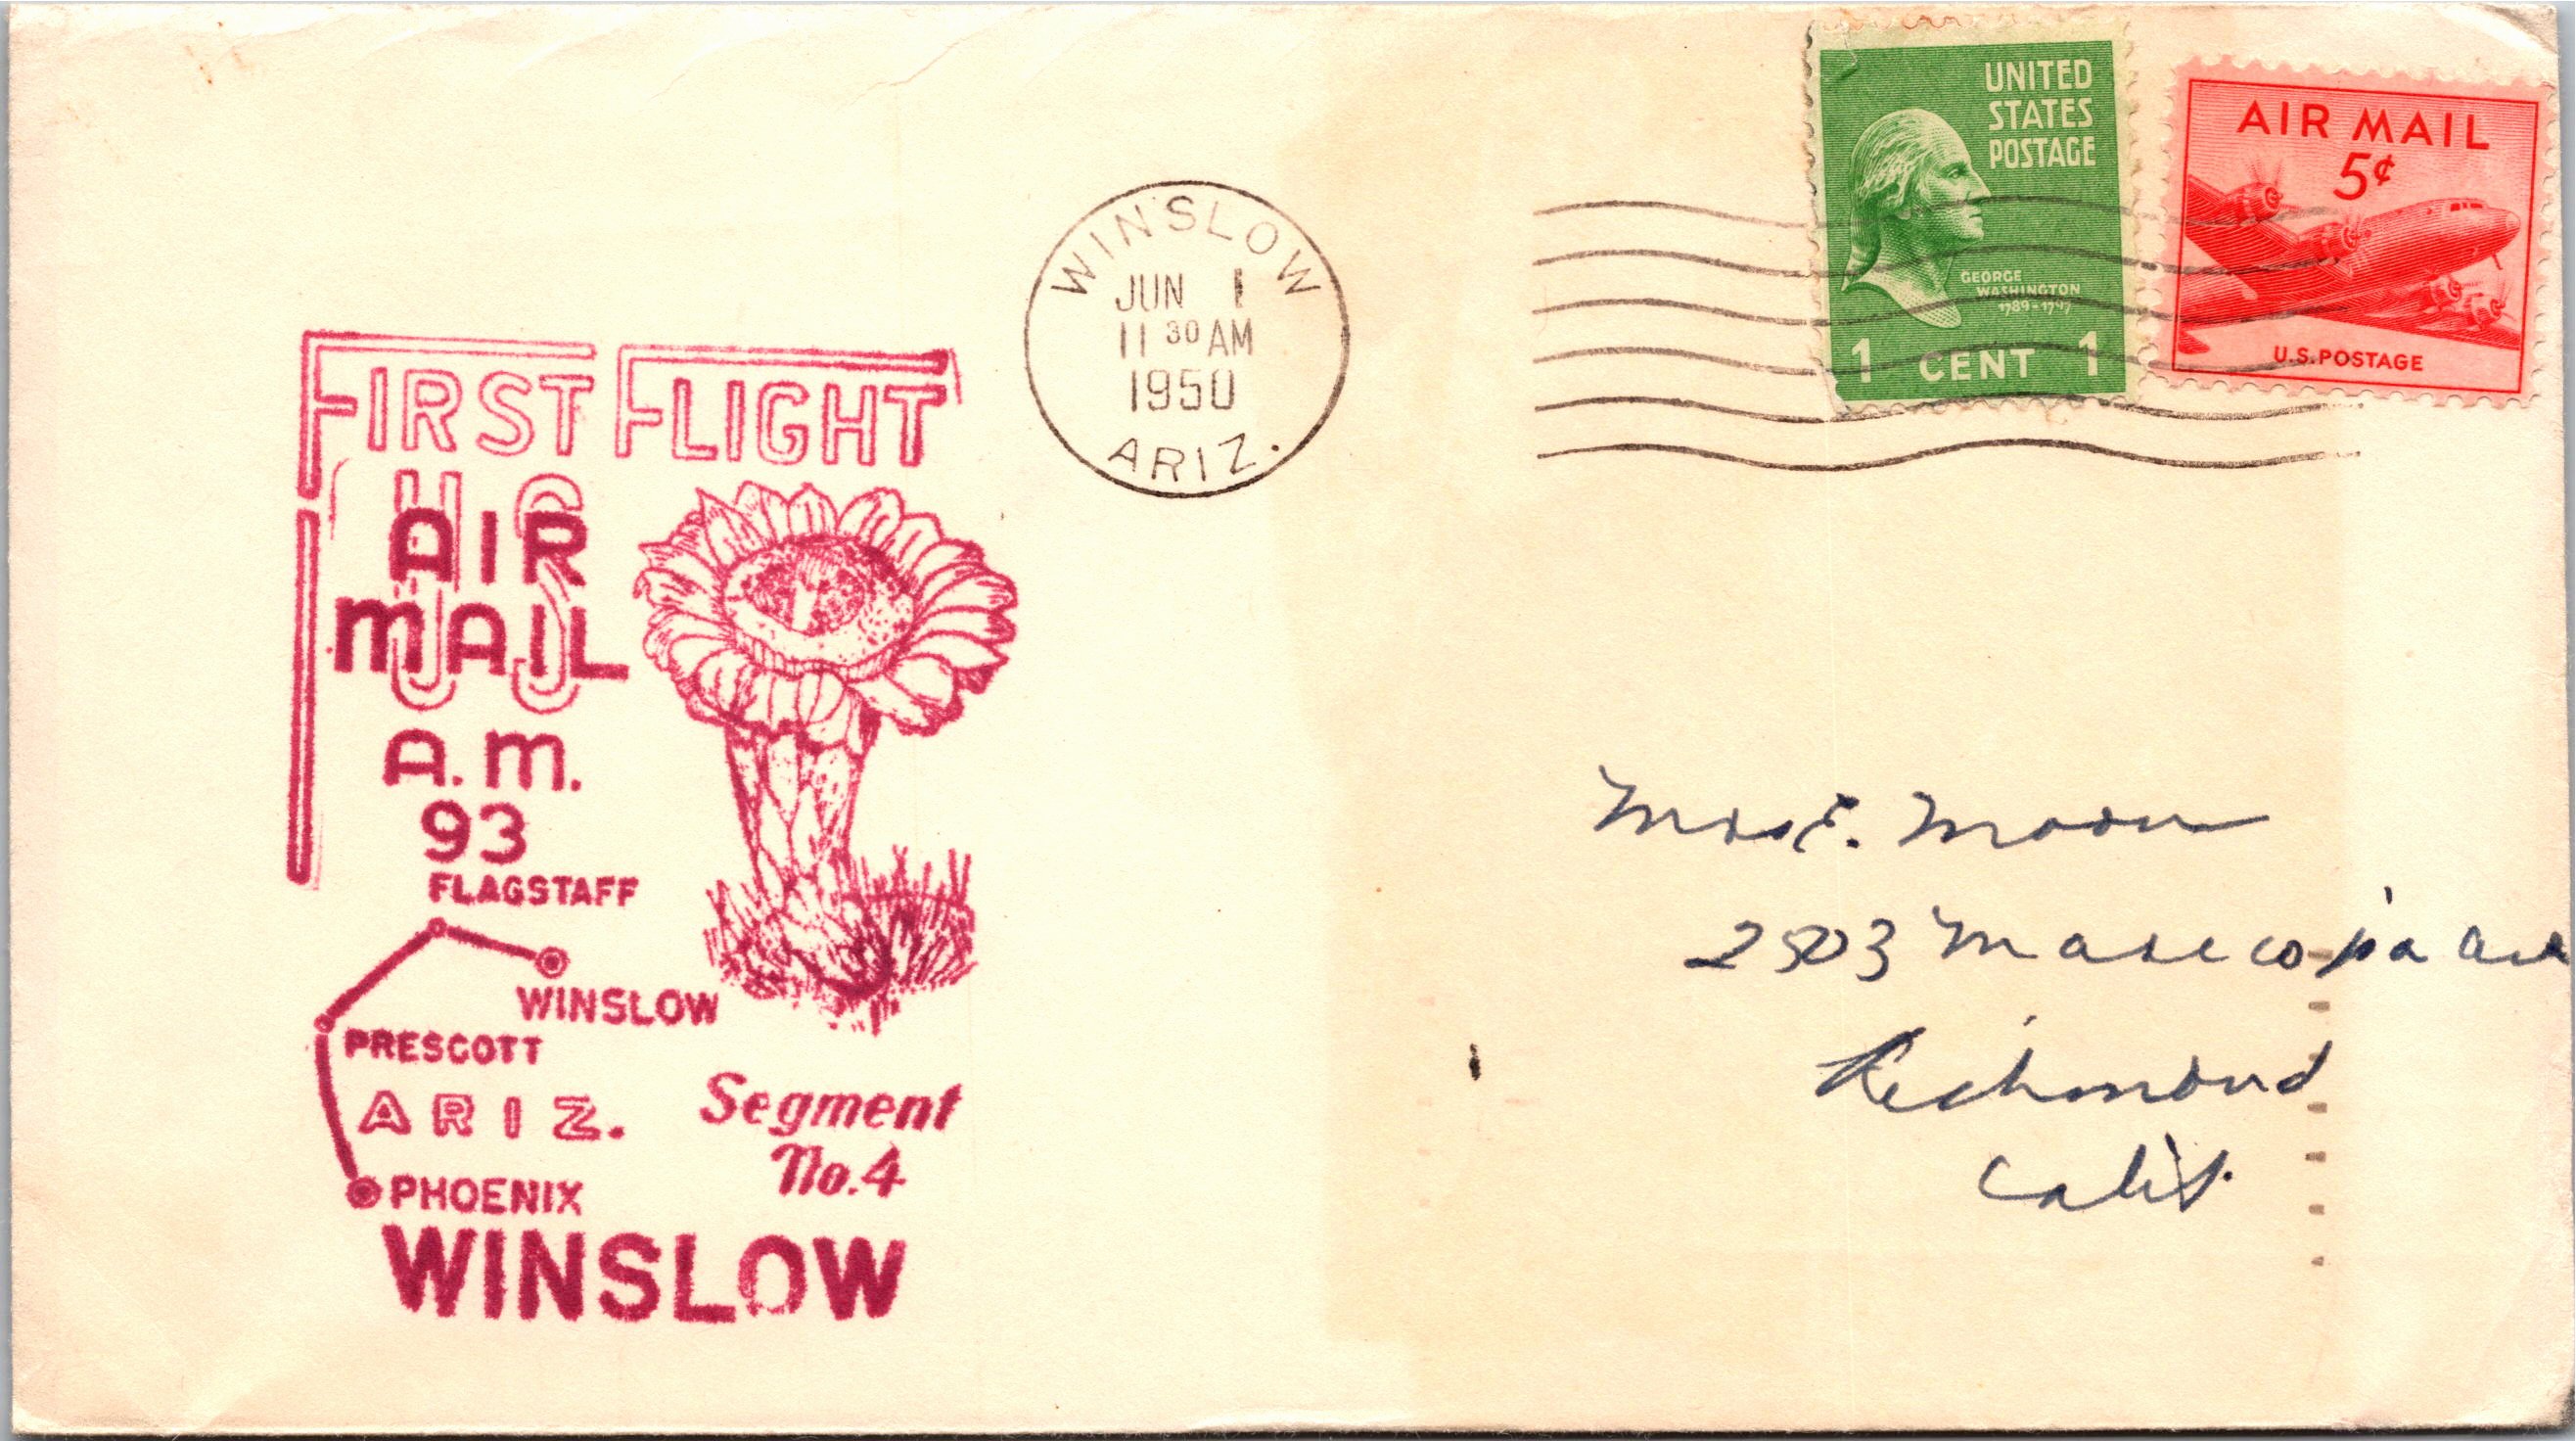 UNITED
STATES
POSTAGE
GEORGE
WASHINGTON
1789-1797
1 CENT 1
AIR MAIL
5¢
U.S. POSTAGE
WINSLOW
JUN 1
11 30 AM
1950
ARIZ.
FIRST FLIGHT
U S
AIR
MAIL
A.M.
93
FLAGSTAFF
WINSLOW
PRESCOTT
ARIZ.
PHOENIX
Segment
No. 4
WINSLOW
Mrs E. Moon
Maricopa Ave
Richmond
Calif.